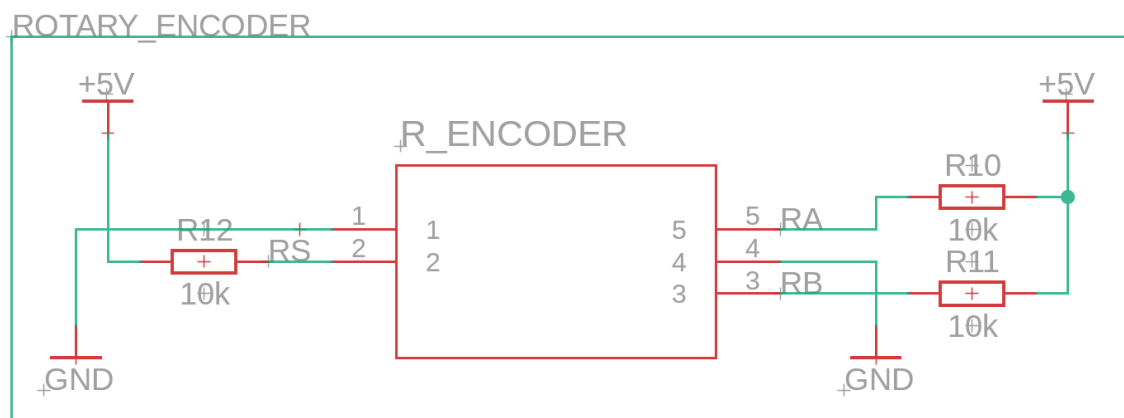 ROTARY_ENCODER
+5V
+5V
R_ENCODER
R10
R12
1
1
5
5
RA
10k
RS
2
2
4
4
R11
10k
3
3
RB
10k
GND
GND